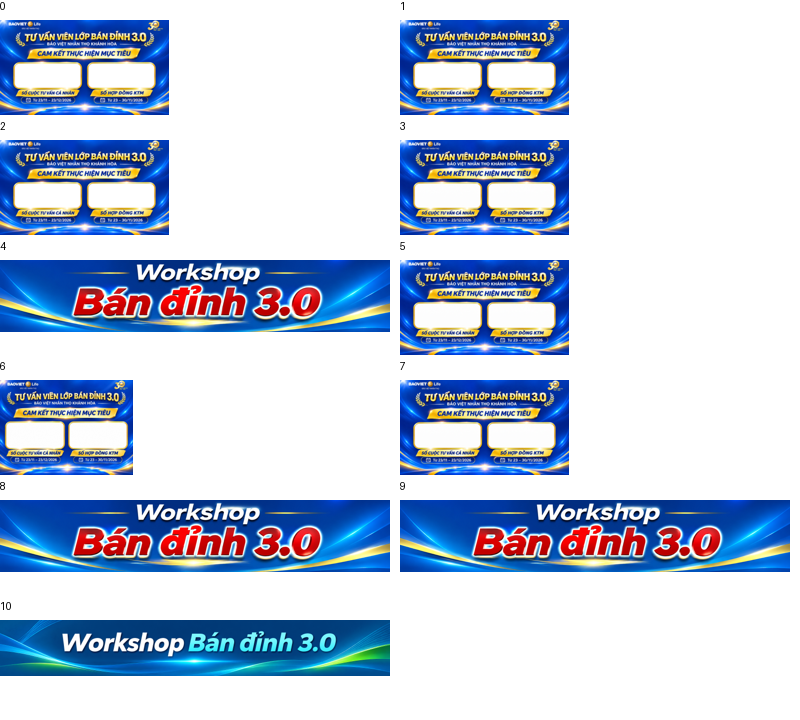 0
BAOVIET Life
TƯ VẤN VIÊN LỚP BÁN ĐỈNH 3.0
BẢO VIỆT NHÂN THỌ KHÁNH HÒA
CAM KẾT THỰC HIỆN MỤC TIÊU
SỐ CUỘC TƯ VẤN CÁ NHÂN
SỐ HỢP ĐỒNG KTM
1
BAOVIET Life
TƯ VẤN VIÊN LỚP BÁN ĐỈNH 3.0
BẢO VIỆT NHÂN THỌ KHÁNH HÒA
CAM KẾT THỰC HIỆN MỤC TIÊU
SỐ CUỘC TƯ VẤN CÁ NHÂN
SỐ HỢP ĐỒNG KTM
2
BAOVIET Life
TƯ VẤN VIÊN LỚP BÁN ĐỈNH 3.0
BẢO VIỆT NHÂN THỌ KHÁNH HÒA
CAM KẾT THỰC HIỆN MỤC TIÊU
SỐ CUỘC TƯ VẤN CÁ NHÂN
SỐ HỢP ĐỒNG KTM
3
BAOVIET Life
TƯ VẤN VIÊN LỚP BÁN ĐỈNH 3.0
BẢO VIỆT NHÂN THỌ KHÁNH HÒA
CAM KẾT THỰC HIỆN MỤC TIÊU
SỐ CUỘC TƯ VẤN CÁ NHÂN
SỐ HỢP ĐỒNG KTM
4
Workshop
Bán đỉnh 3.0
5
BAOVIET Life
TƯ VẤN VIÊN LỚP BÁN ĐỈNH 3.0
BẢO VIỆT NHÂN THỌ KHÁNH HÒA
CAM KẾT THỰC HIỆN MỤC TIÊU
SỐ CUỘC TƯ VẤN CÁ NHÂN
SỐ HỢP ĐỒNG KTM
6
BAOVIET Life
TƯ VẤN VIÊN LỚP BÁN ĐỈNH 3.0
BẢO VIỆT NHÂN THỌ KHÁNH HÒA
CAM KẾT THỰC HIỆN MỤC TIÊU
SỐ CUỘC TƯ VẤN CÁ NHÂN
SỐ HỢP ĐỒNG KTM
7
BAOVIET Life
TƯ VẤN VIÊN LỚP BÁN ĐỈNH 3.0
BẢO VIỆT NHÂN THỌ KHÁNH HÒA
CAM KẾT THỰC HIỆN MỤC TIÊU
SỐ CUỘC TƯ VẤN CÁ NHÂN
SỐ HỢP ĐỒNG KTM
8
Workshop
Bán đỉnh 3.0
9
Workshop
Bán đỉnh 3.0
10
Workshop Bán đỉnh 3.0